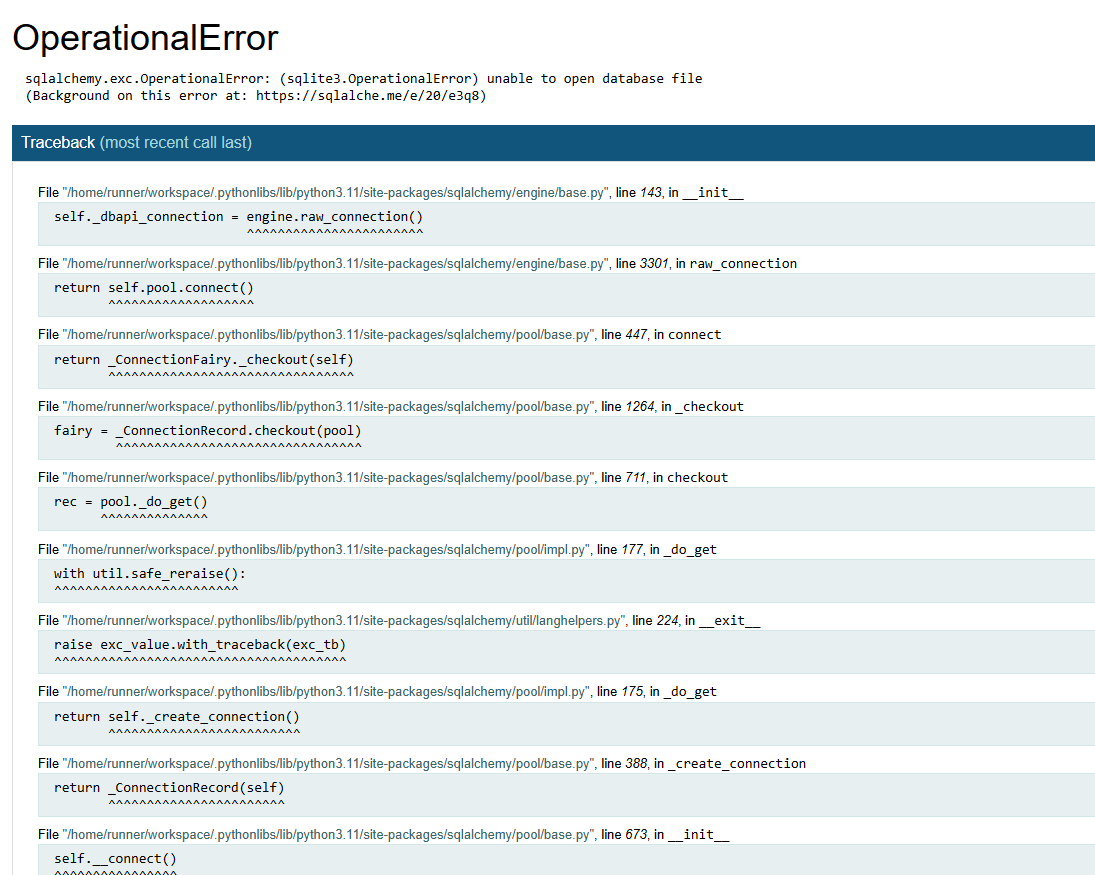 OperationalError
sqlalchemy.exc.OperationalError: (sqlite3.OperationalError) unable to open database file
(Background on this error at: https://sqlalche.me/e/20/e3q8)
Traceback (most recent call last)
File "/home/runner/workspace/.pythonlibs/lib/python3.11/site-packages/sqlalchemy/engine/base.py", line 143, in __init__
self._dbapi_connection = engine.raw_connection()
^^^^^^^^^^^^^^^^^^^^^^^
File "/home/runner/workspace/.pythonlibs/lib/python3.11/site-packages/sqlalchemy/engine/base.py", line 3301, in raw_connection
return self.pool.connect()
^^^^^^^^^^^^^^^^^^^
File "/home/runner/workspace/.pythonlibs/lib/python3.11/site-packages/sqlalchemy/pool/base.py", line 447, in connect
return _ConnectionFairy._checkout(self)
^^^^^^^^^^^^^^^^^^^^^^^^^^^^^^^^
File "/home/runner/workspace/.pythonlibs/lib/python3.11/site-packages/sqlalchemy/pool/base.py", line 1264, in _checkout
fairy = _ConnectionRecord.checkout(pool)
^^^^^^^^^^^^^^^^^^^^^^^^^^^^^^^^
File "/home/runner/workspace/.pythonlibs/lib/python3.11/site-packages/sqlalchemy/pool/base.py", line 711, in checkout
rec = pool._do_get()
^^^^^^^^^^^^^^
File "/home/runner/workspace/.pythonlibs/lib/python3.11/site-packages/sqlalchemy/pool/impl.py", line 177, in _do_get
with util.safe_reraise():
^^^^^^^^^^^^^^^^^^^^^^^^
File "/home/runner/workspace/.pythonlibs/lib/python3.11/site-packages/sqlalchemy/util/langhelpers.py", line 224, in __exit__
raise exc_value.with_traceback(exc_tb)
^^^^^^^^^^^^^^^^^^^^^^^^^^^^^^^^^^^^^^
File "/home/runner/workspace/.pythonlibs/lib/python3.11/site-packages/sqlalchemy/pool/impl.py", line 175, in _do_get
return self._create_connection()
^^^^^^^^^^^^^^^^^^^^^^^^^
File "/home/runner/workspace/.pythonlibs/lib/python3.11/site-packages/sqlalchemy/pool/base.py", line 388, in _create_connection
return _ConnectionRecord(self)
^^^^^^^^^^^^^^^^^^^^^^^
File "/home/runner/workspace/.pythonlibs/lib/python3.11/site-packages/sqlalchemy/pool/base.py", line 673, in __init__
self.__connect()
^^^^^^^^^^^^^^^^